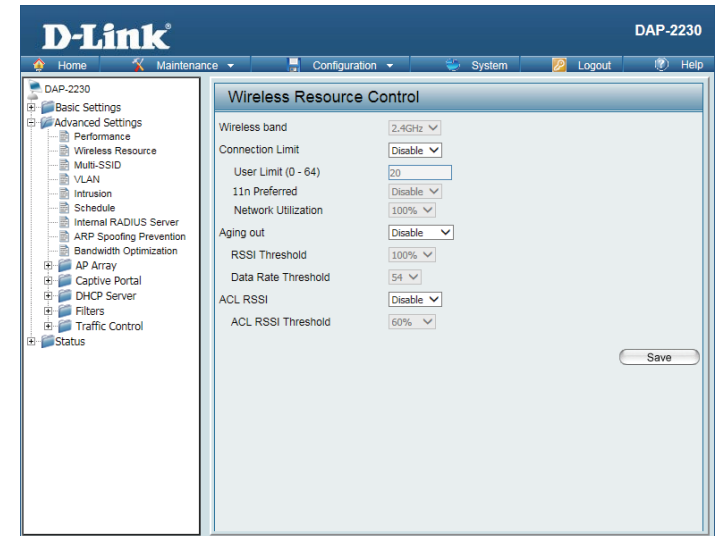 D-Link®
DAP-2230
Home Maintenance Configuration System Logout Help
DAP-2230
Basic Settings
Advanced Settings
Performance
Wireless Resource
Multi-SSID
VLAN
Intrusion
Schedule
Internal RADIUS Server
ARP Spoofing Prevention
Bandwidth Optimization
AP Array
Captive Portal
DHCP Server
Filters
Traffic Control
Status
Wireless Resource Control
Wireless band 2.4GHz
Connection Limit Disable
User Limit (0 - 64) 20
11n Preferred Disable
Network Utilization 100%
Aging out Disable
RSSI Threshold 100%
Data Rate Threshold 54
ACL RSSI Disable
ACL RSSI Threshold 60%
Save